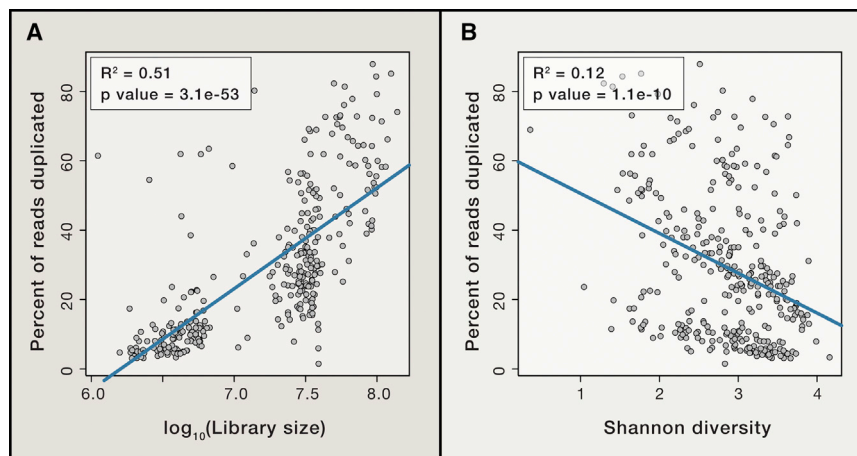 A
R² = 0.51
p value = 3.1e-53
Percent of reads duplicated
0
20
40
60
80
6.0
7.0
7.5
8.0
log₁₀(Library size)
B
R² = 0.12
p value = 1.1e-10
Percent of reads duplicated
0
20
40
60
80
1
2
3
4
Shannon diversity